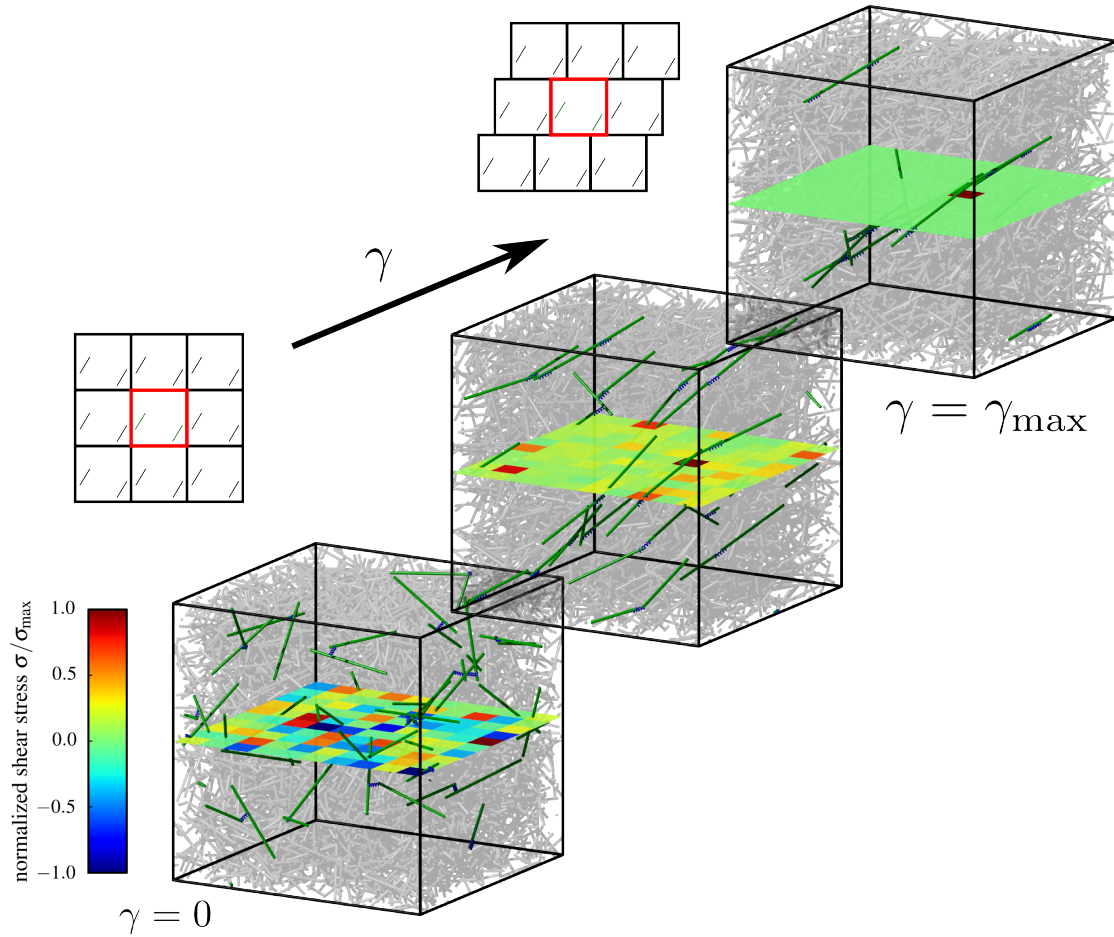 γ
γ = γmax
normalized shear stress σ/σmax
1.0
0.5
0.0
−0.5
−1.0
γ = 0